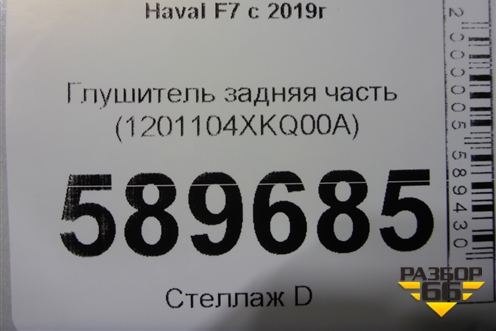 Haval F7 с 2019г
Глушитель задняя часть
(1201104XKQ00A)
589685
Стеллаж D
2000005589430
РАЗБОР
66